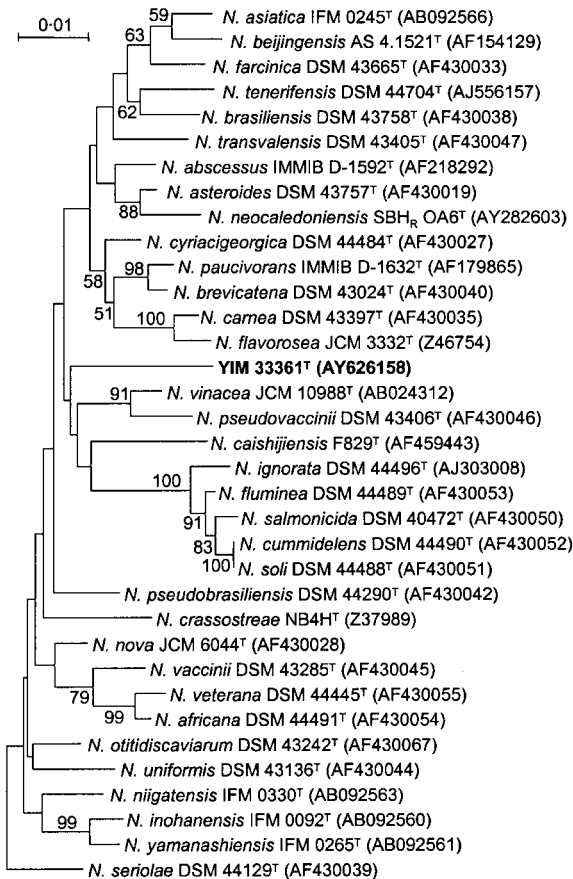 0·01
59
N. asiatica IFM 0245ᵀ (AB092566)
63
N. beijingensis AS 4.1521ᵀ (AF154129)
N. farcinica DSM 43665ᵀ (AF430033)
N. tenerifensis DSM 44704ᵀ (AJ556157)
62
N. brasiliensis DSM 43758ᵀ (AF430038)
N. transvalensis DSM 43405ᵀ (AF430047)
N. abscessus IMMIB D-1592ᵀ (AF218292)
N. asteroides DSM 43757ᵀ (AF430019)
88
N. neocaledoniensis SBH_R OA6ᵀ (AY282603)
N. cyriacigeorgica DSM 44484ᵀ (AF430027)
58
98
N. paucivorans IMMIB D-1632ᵀ (AF179865)
N. brevicatena DSM 43024ᵀ (AF430040)
51
100
N. carnea DSM 43397ᵀ (AF430035)
N. flavorosea JCM 3332ᵀ (Z46754)
YIM 33361ᵀ (AY626158)
91
N. vinacea JCM 10988ᵀ (AB024312)
N. pseudovaccinii DSM 43406ᵀ (AF430046)
N. caishijiensis F829ᵀ (AF459443)
100
N. ignorata DSM 44496ᵀ (AJ303008)
N. fluminea DSM 44489ᵀ (AF430053)
91
N. salmonicida DSM 40472ᵀ (AF430050)
83
N. cummidelens DSM 44490ᵀ (AF430052)
100
N. soli DSM 44488ᵀ (AF430051)
N. pseudobrasiliensis DSM 44290ᵀ (AF430042)
N. crassostreae NB4Hᵀ (Z37989)
N. nova JCM 6044ᵀ (AF430028)
N. vaccinii DSM 43285ᵀ (AF430045)
79
N. veterana DSM 44445ᵀ (AF430055)
99
N. africana DSM 44491ᵀ (AF430054)
N. otitidiscaviarum DSM 43242ᵀ (AF430067)
N. uniformis DSM 43136ᵀ (AF430044)
N. niigatensis IFM 0330ᵀ (AB092563)
99
N. inohanensis IFM 0092ᵀ (AB092560)
N. yamanashiensis IFM 0265ᵀ (AB092561)
N. seriolae DSM 44129ᵀ (AF430039)